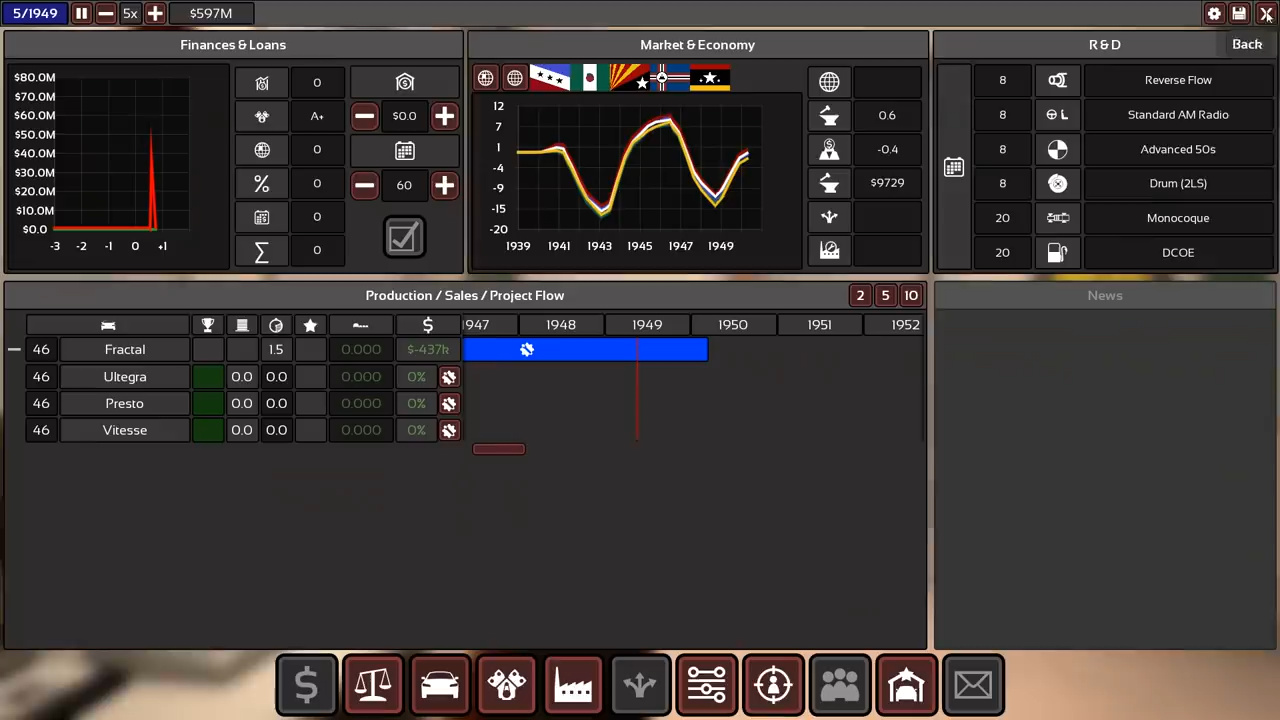 5/1949 5x $597M
Back
Finances & Loans
$80.0M
$70.0M
$60.0M
$50.0M
$40.0M
$30.0M
$20.0M
$10.0M
$0.0
-3 -2 -1 0 +1
0
A+
0
0
0
0
$0.0
60
Market & Economy
12
7
1
-4
-9
-15
-20
1939 1941 1943 1945 1947 1949
0.6
-0.4
$9729
R & D
8 Reverse Flow
8 L Standard AM Radio
8 Advanced 50s
8 Drum (2LS)
20 Monocoque
20 DCOE
Production / Sales / Project Flow 2 5 10
$ 1947 1948 1949 1950 1951 1952
46 Fractal 1.5 0.000 $-437k
46 Ultegra 0.0 0.0 0.000 0%
46 Presto 0.0 0.0 0.000 0%
46 Vitesse 0.0 0.0 0.000 0%
News
$